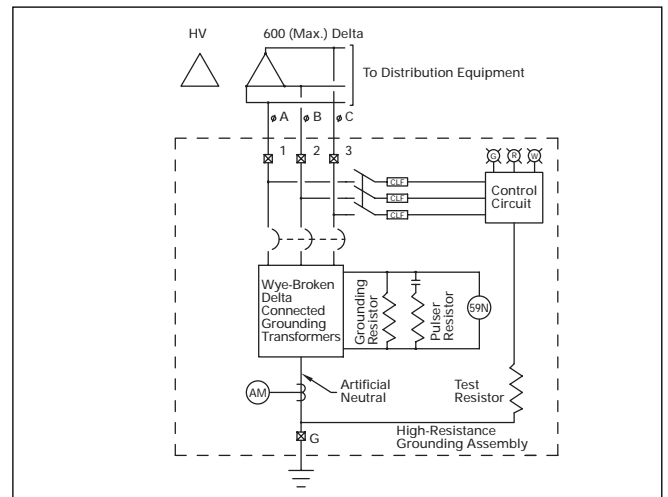 HV
600 (Max.) Delta
To Distribution Equipment
ϕ A
ϕ B
ϕ C
1
2
3
G
R
W
CLF
CLF
CLF
Control
Circuit
Wye-Broken
Delta
Connected
Grounding
Transformers
Grounding
Resistor
Pulser
Resistor
59N
AM
Artificial
Neutral
Test
Resistor
G
High-Resistance
Grounding Assembly